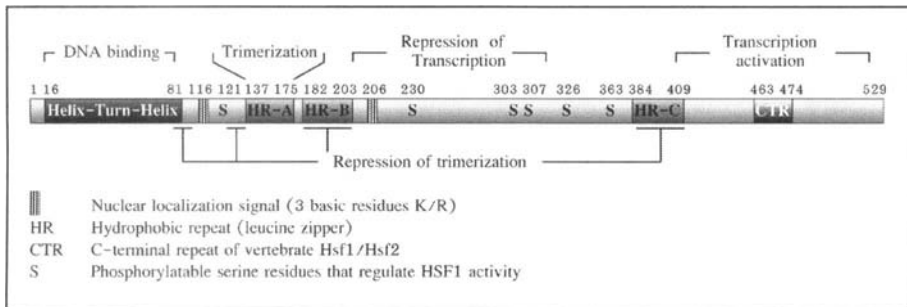 DNA binding Trimerization Repression of Transcription Transcription activation
1 16 81 116 121 137 175 182 203 206 230 303 307 326 363 384 409 463 474 529
Helix-Turn-Helix S HR-A HR-B S S S S S HR-C CTR
Repression of trimerization
Nuclear localization signal (3 basic residues K/R)
HR Hydrophobic repeat (leucine zipper)
CTR C-terminal repeat of vertebrate Hsf1/Hsf2
S Phosphorylatable serine residues that regulate HSF1 activity